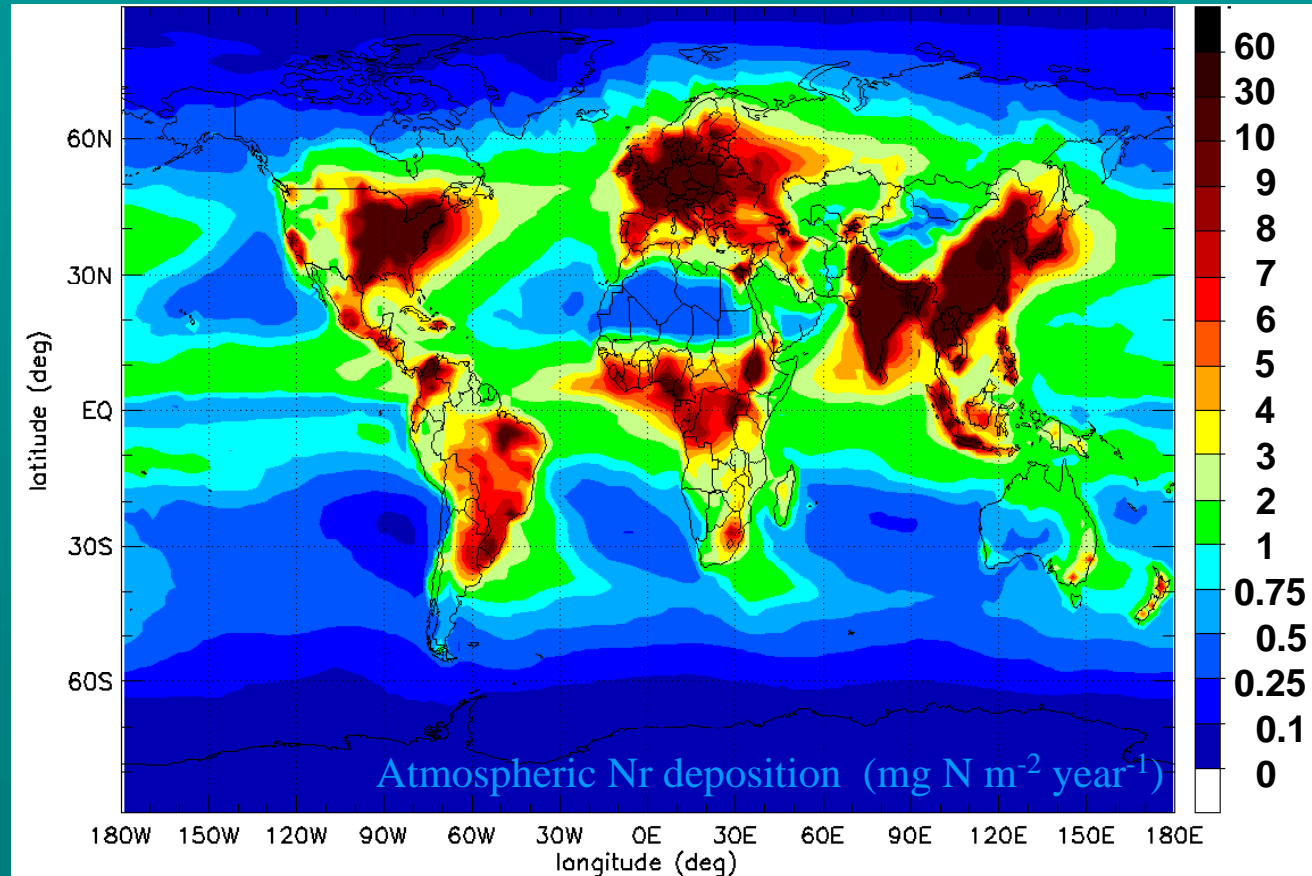 60N
30N
EQ
30S
60S
latitude (deg)
60
30
10
9
8
7
6
5
4
3
2
1
0.75
0.5
0.25
0.1
0
Atmospheric Nr deposition (mg N m-2 year-1)
180W 150W 120W 90W 60W 30W 0E 30E 60E 90E 120E 150E 180E
longitude (deg)